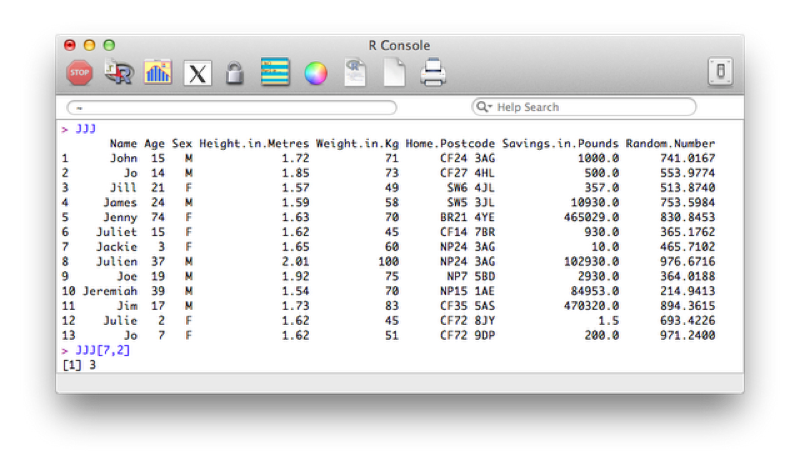 R Console
STOP
R
X
Help Search
~
> JJJ
Name Age Sex Height.in.Metres Weight.in.Kg Home.Postcode Savings.in.Pounds Random.Number
1 John 15 M 1.72 71 CF24 3AG 1000.0 741.0167
2 Jo 14 M 1.85 73 CF27 4HL 500.0 553.9774
3 Jill 21 F 1.57 49 SW6 4JL 357.0 513.8740
4 James 24 M 1.59 58 SW5 3JL 10930.0 753.5984
5 Jenny 74 F 1.63 70 BR21 4YE 465029.0 830.8453
6 Juliet 15 F 1.62 45 CF14 7BR 930.0 365.1762
7 Jackie 3 F 1.65 60 NP24 3AG 10.0 465.7102
8 Julien 37 M 2.01 100 NP24 3AG 102930.0 976.6716
9 Joe 19 M 1.92 75 NP7 5BD 2930.0 364.0188
10 Jeremiah 39 M 1.54 70 NP15 1AE 84953.0 214.9413
11 Jim 17 M 1.73 83 CF35 5AS 470320.0 894.3615
12 Julie 2 F 1.62 45 CF72 8JY 1.5 693.4226
13 Jo 7 F 1.62 51 CF72 9DP 200.0 971.2400
> JJJ[7,2]
[1] 3